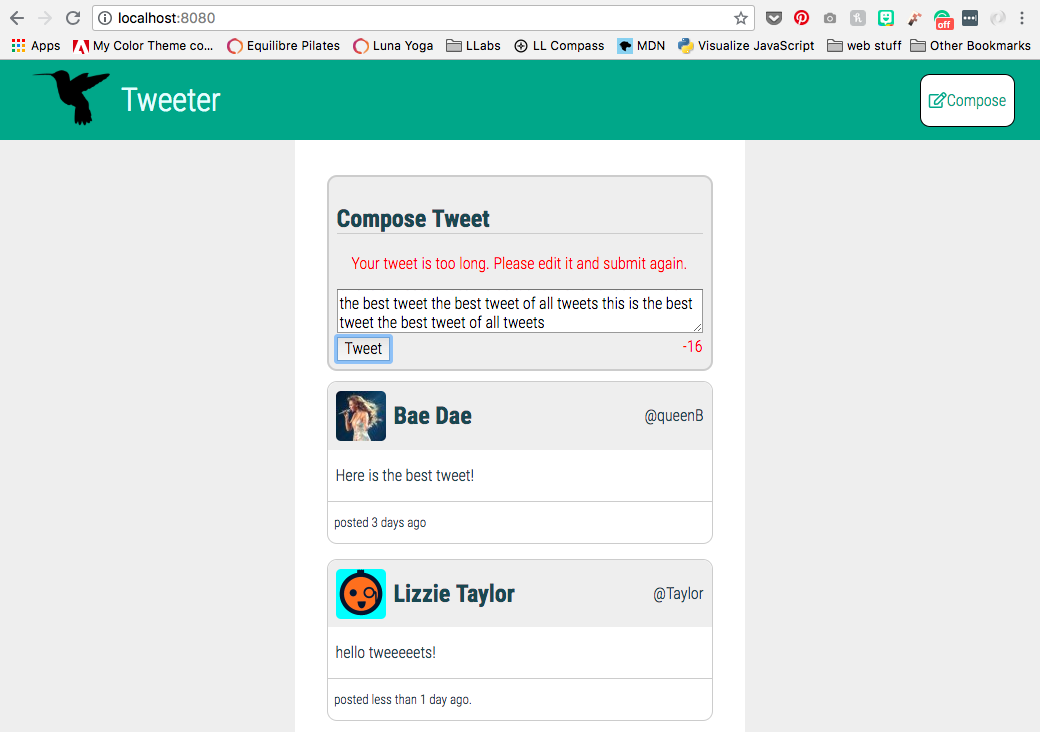 localhost:8080
off
Apps My Color Theme co... Equilibre Pilates Luna Yoga LLabs LL Compass MDN Visualize JavaScript web stuff Other Bookmarks
Tweeter
Compose
Compose Tweet
Your tweet is too long. Please edit it and submit again.
the best tweet the best tweet of all tweets this is the best
tweet the best tweet of all tweets
Tweet -16
Bae Dae @queenB
Here is the best tweet!
posted 3 days ago
Lizzie Taylor @Taylor
hello tweeeeets!
posted less than 1 day ago.